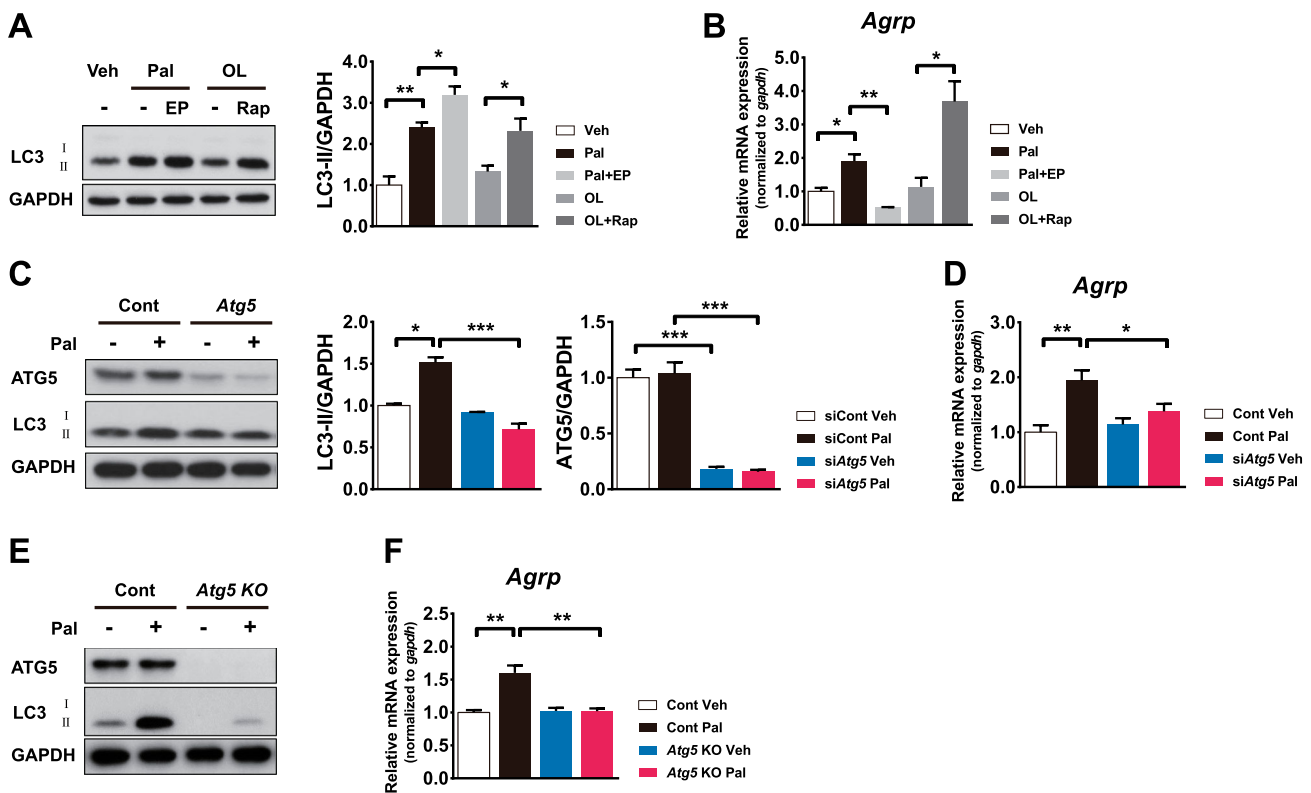 A
Veh Pal OL
- - EP - Rap
LC3 I
II
GAPDH
LC3-II/GAPDH
4.0
3.0
2.0
1.0
0.0
** * *
Veh
Pal
Pal+EP
OL
OL+Rap
B
Agrp
Relative mRNA expression
(normalized to gapdh)
5.0
4.0
3.0
2.0
1.0
0.0
* ** *
Veh
Pal
Pal+EP
OL
OL+Rap
C
Cont Atg5
Pal - + - +
ATG5
LC3 I
II
GAPDH
LC3-II/GAPDH
2.0
1.5
1.0
0.5
0.0
* ***
ATG5/GAPDH
1.5
1.0
0.5
0.0
*** ***
siCont Veh
siCont Pal
siAtg5 Veh
siAtg5 Pal
D
Agrp
Relative mRNA expression
(normalized to gapdh)
3.0
2.0
1.0
0.0
** *
Cont Veh
Cont Pal
siAtg5 Veh
siAtg5 Pal
E
Cont Atg5 KO
Pal - + - +
ATG5
LC3 I
II
GAPDH
F
Agrp
Relative mRNA expression
(normalized to gapdh)
2.5
2.0
1.5
1.0
0.5
0.0
** **
Cont Veh
Cont Pal
Atg5 KO Veh
Atg5 KO Pal